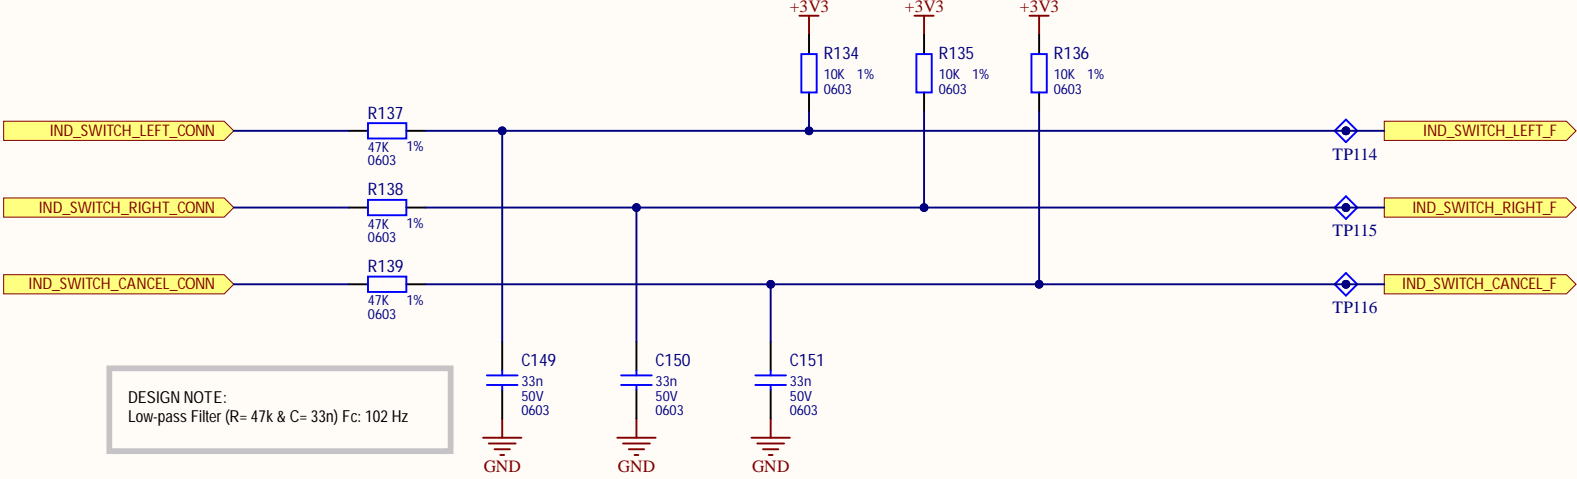 +3V3
+3V3
+3V3
R134
10K 1%
0603
R135
10K 1%
0603
R136
10K 1%
0603
IND_SWITCH_LEFT_CONN
R137
47K 1%
0603
TP114
IND_SWITCH_LEFT_F
IND_SWITCH_RIGHT_CONN
R138
47K 1%
0603
TP115
IND_SWITCH_RIGHT_F
IND_SWITCH_CANCEL_CONN
R139
47K 1%
0603
TP116
IND_SWITCH_CANCEL_F
C149
33n
50V
0603
GND
C150
33n
50V
0603
GND
C151
33n
50V
0603
GND
DESIGN NOTE:
Low-pass Filter (R= 47k & C= 33n) Fc: 102 Hz